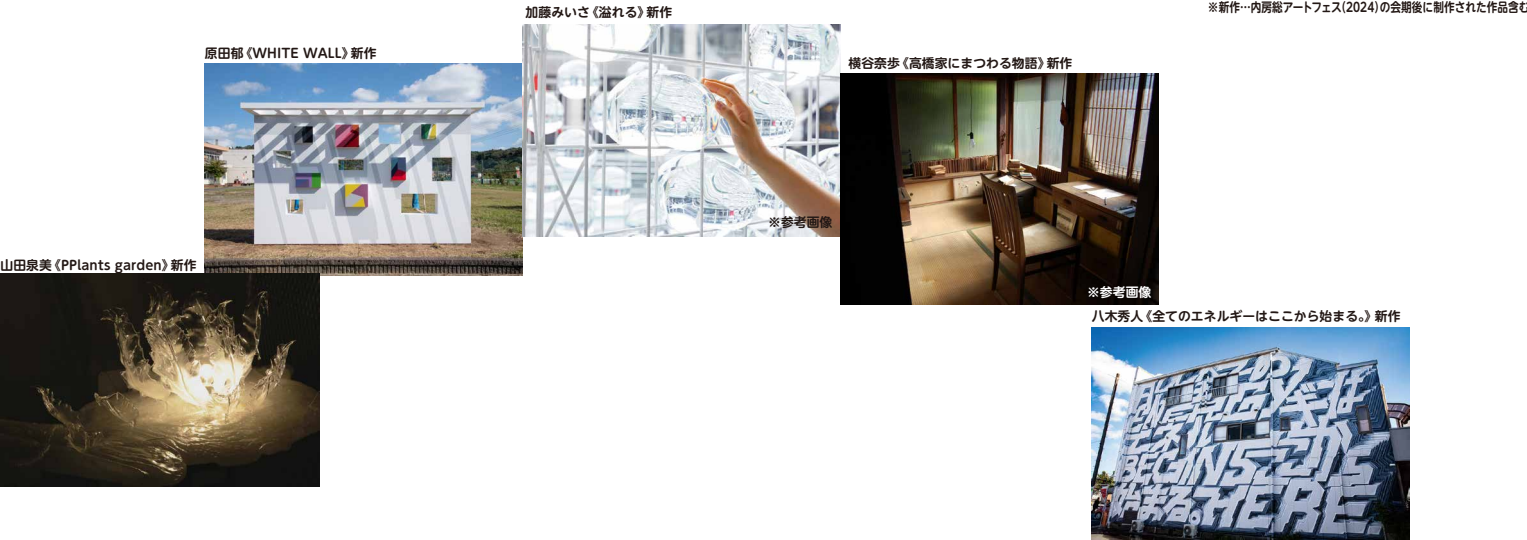 ※新作…内房総アートフェス(2024)の会期後に制作された作品含む
加藤みいさ《溢れる》新作
原田郁《WHITE WALL》新作
横谷奈歩《高橋家にまつわる物語》新作
※参考画像
※参考画像
山田泉美《PPlants garden》新作
八木秀人《全てのエネルギーはここから始まる。》新作
BEGINS から
始まる。HERE